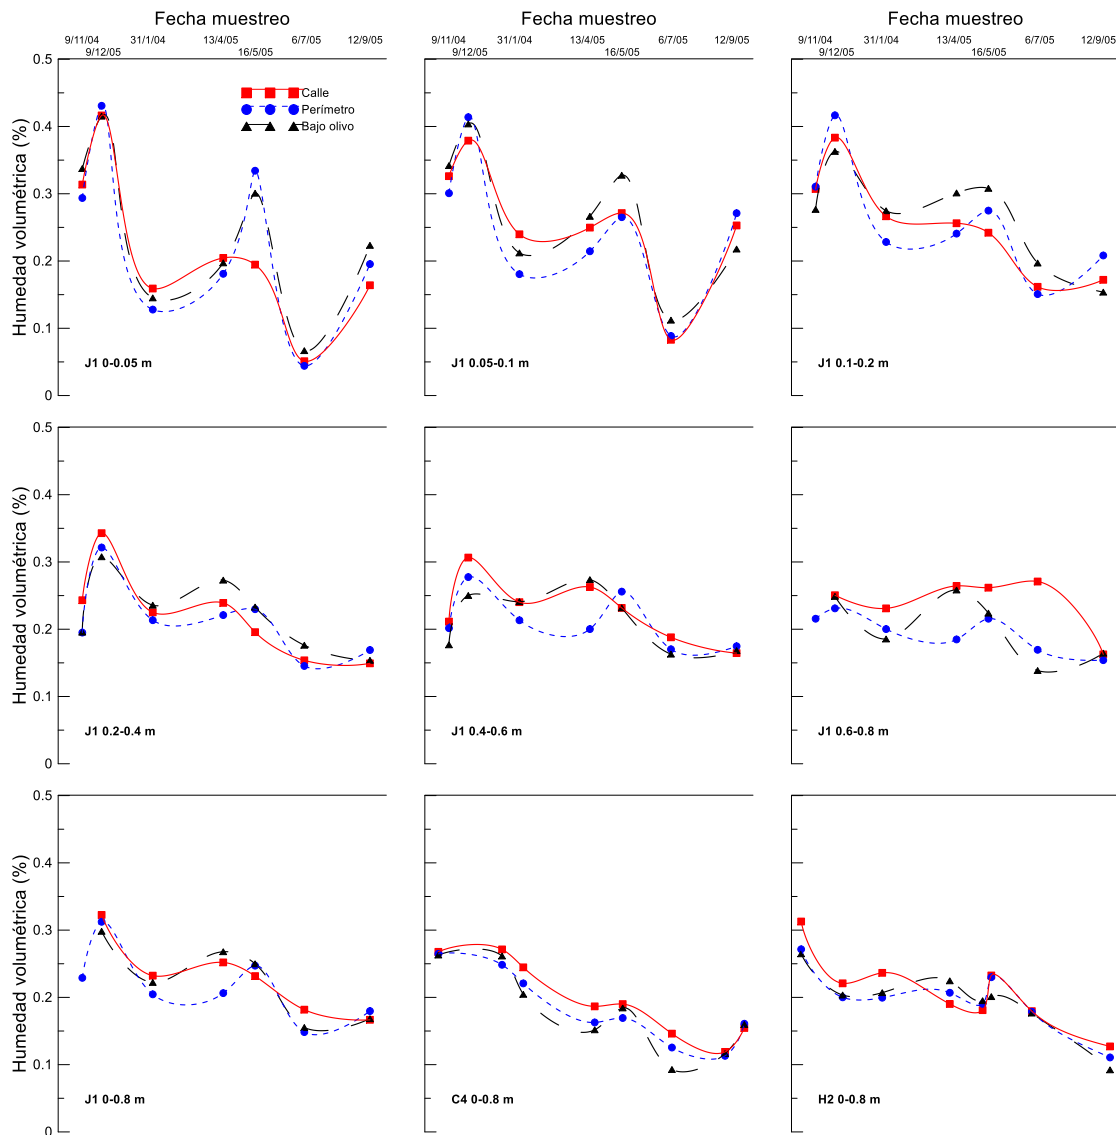 Fecha muestreo
Fecha muestreo
Fecha muestreo
9/11/04 31/1/04 13/4/05 6/7/05 12/9/05
9/12/05 16/5/05
9/11/04 31/1/04 13/4/05 6/7/05 12/9/05
9/12/05 16/5/05
9/11/04 31/1/04 13/4/05 6/7/05 12/9/05
9/12/05 16/5/05
Humedad volumétrica (%)
0.5
0.4
0.3
0.2
0.1
0
Calle
Perímetro
Bajo olivo
J1 0-0.05 m
J1 0.05-0.1 m
J1 0.1-0.2 m
Humedad volumétrica (%)
0.5
0.4
0.3
0.2
0.1
0
J1 0.2-0.4 m
J1 0.4-0.6 m
J1 0.6-0.8 m
Humedad volumétrica (%)
0.5
0.4
0.3
0.2
0.1
0
J1 0-0.8 m
C4 0-0.8 m
H2 0-0.8 m